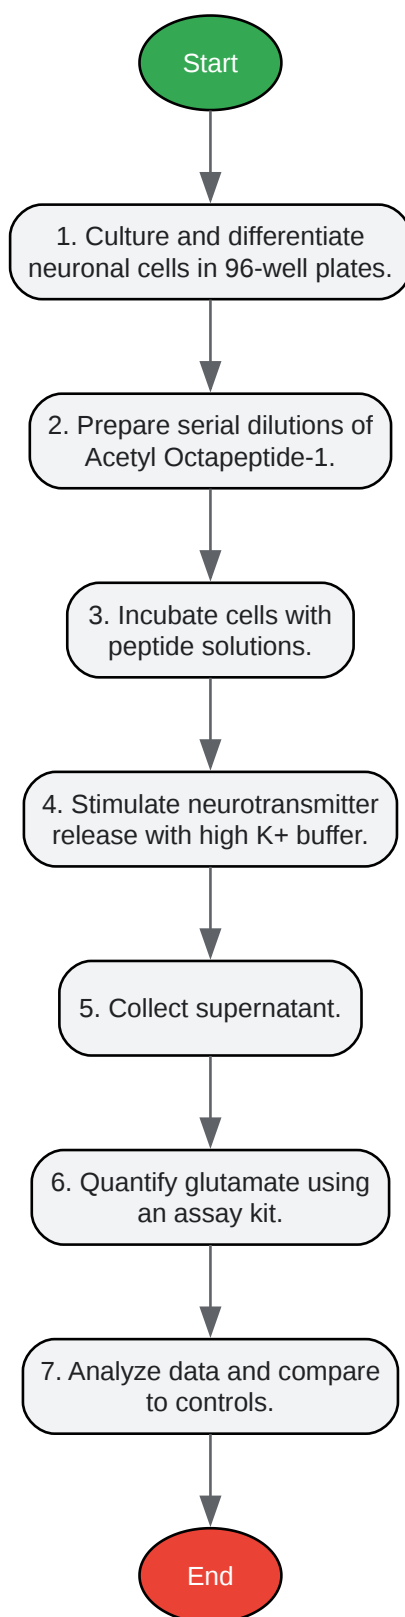 Start
1. Culture and differentiate
neuronal cells in 96-well plates.
2. Prepare serial dilutions of
Acetyl Octapeptide-1.
3. Incubate cells with
peptide solutions.
4. Stimulate neurotransmitter
release with high K+ buffer.
5. Collect supernatant.
6. Quantify glutamate using
an assay kit.
7. Analyze data and compare
to controls.
End